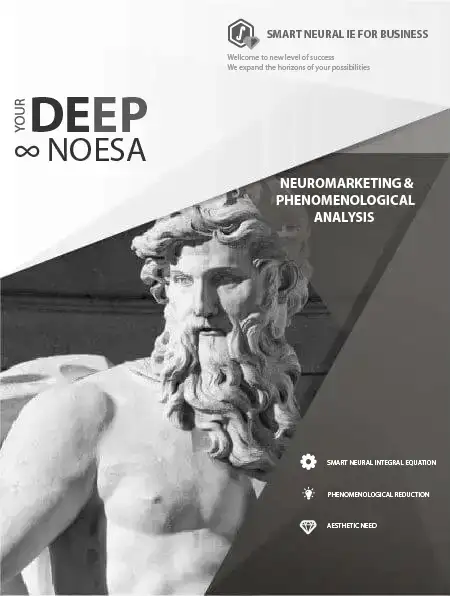 SMART NEURAL IE FOR BUSINESS
Wellcome to new level of success
We expand the horizons of your possibilities
YOUR
DEEP
∞ NOESA
NEUROMARKETING &
PHENOMENOLOGICAL
ANALYSIS
SMART NEURAL INTEGRAL EQUATION
PHENOMENOLOGICAL REDUCTION
AESTHETIC NEED